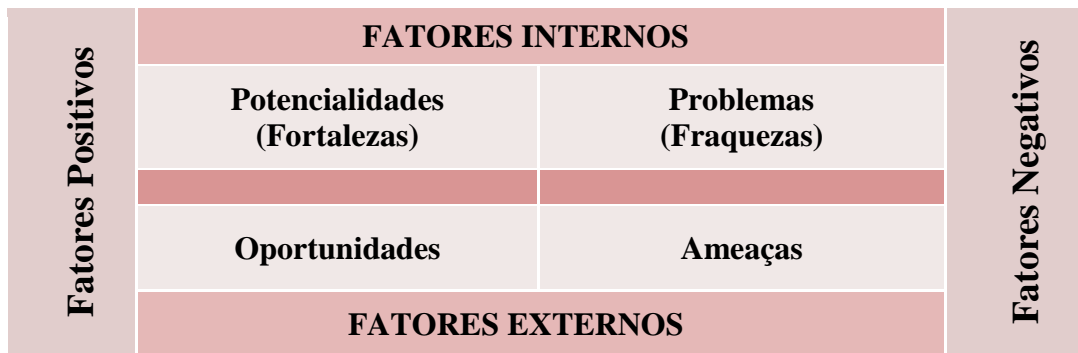 Fatores Positivos
FATORES INTERNOS
Potencialidades
(Fortalezas)
Problemas
(Fraquezas)
Oportunidades
Ameaças
FATORES EXTERNOS
Fatores Negativos